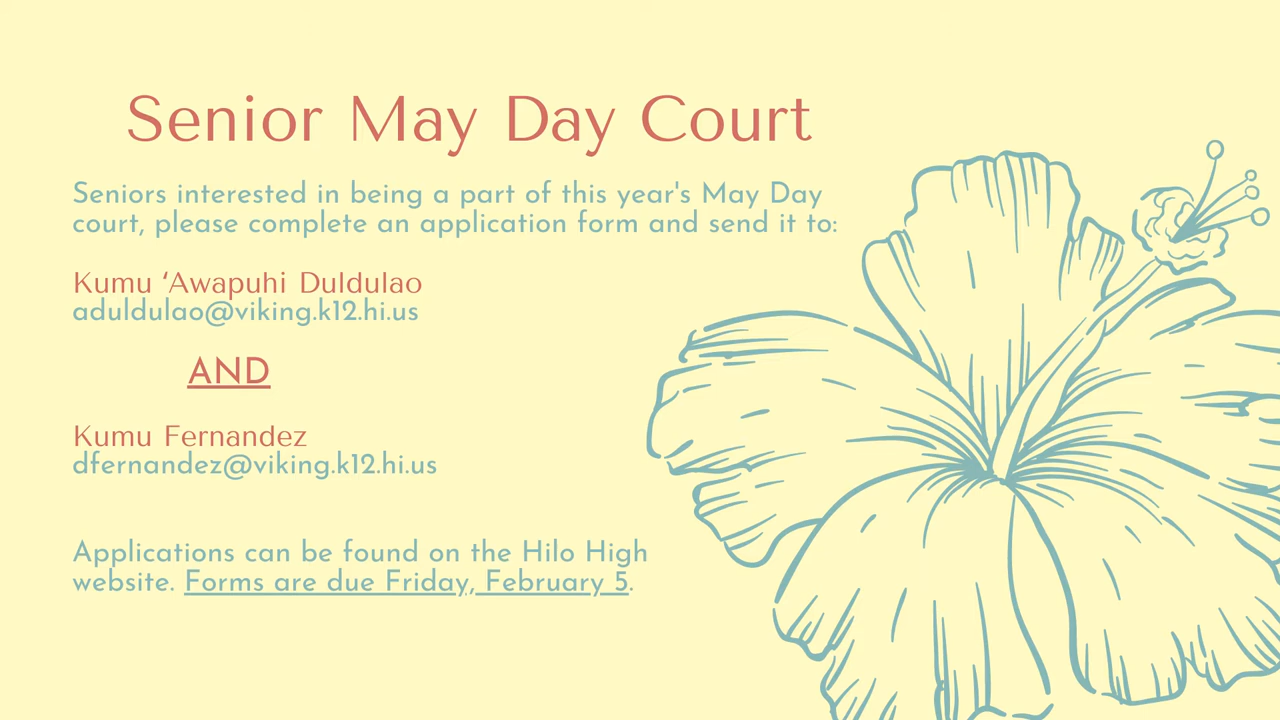 Senior May Day Court
Seniors interested in being a part of this year's May Day
court, please complete an application form and send it to:
Kumu ‘Awapuhi Duldulao
aduldulao@viking.k12.hi.us
AND
Kumu Fernandez
dfernandez@viking.k12.hi.us
Applications can be found on the Hilo High
website. Forms are due Friday, February 5.